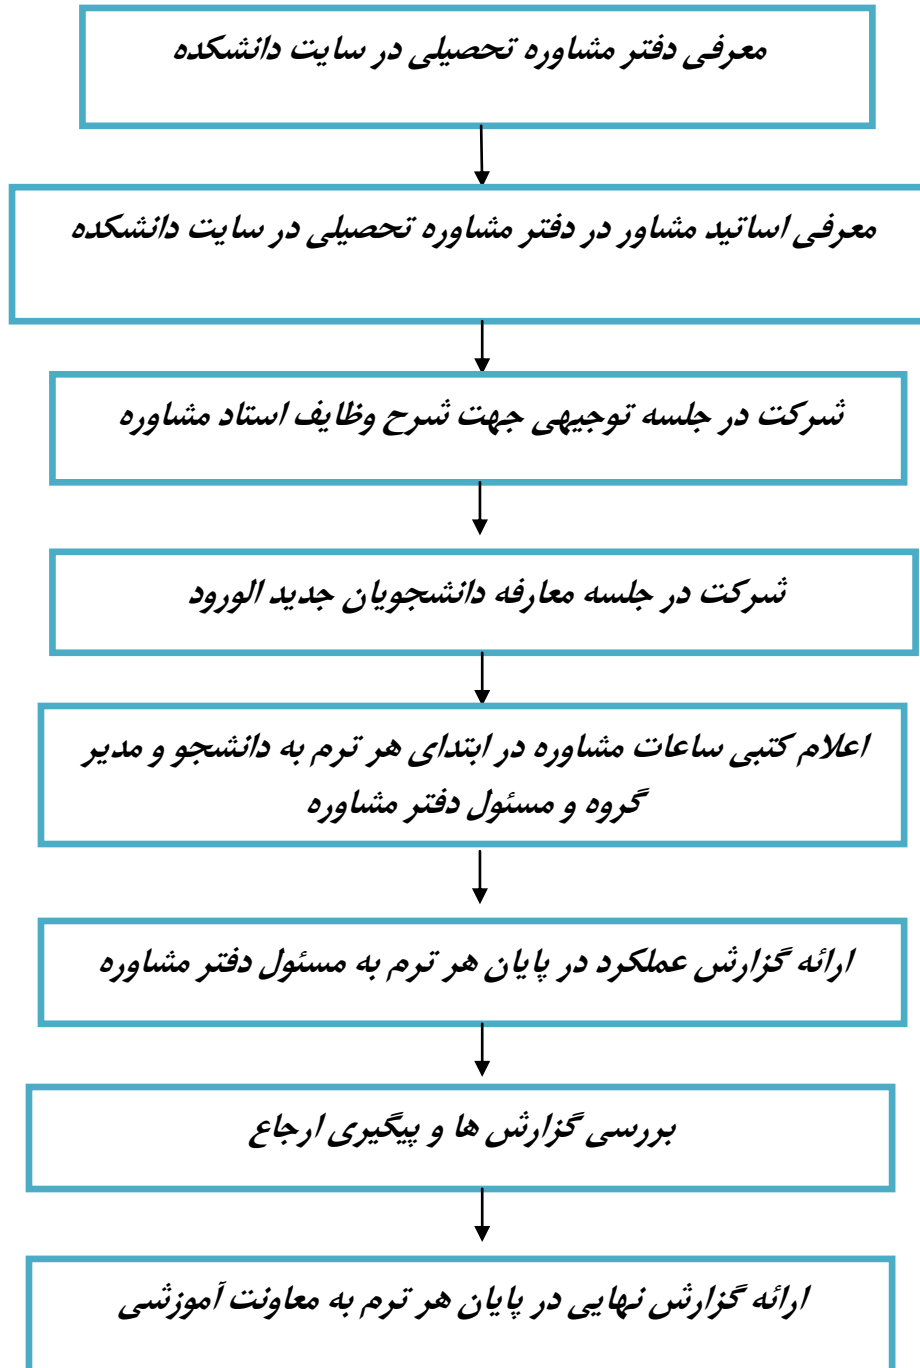 معرفی دفتر مشاوره تحصیلی در سایت دانشکده
معرفی اساتید مشاور در دفتر مشاوره تحصیلی در سایت دانشکده
شرکت در جلسه توجیهی جهت شرح وظایف استاد مشاوره
شرکت در جلسه معارفه دانشجویان جدید الورود
اعلام کتبی ساعات مشاوره در ابتدای هر ترم به دانشجو و مدیر
گروه و مسئول دفتر مشاوره
ارائه گزارش عملکرد در پایان هر ترم به مسئول دفتر مشاوره
بررسی گزارش ها و پیگیری ارجاع
ارائه گزارش نهایی در پایان هر ترم به معاونت آموزشی